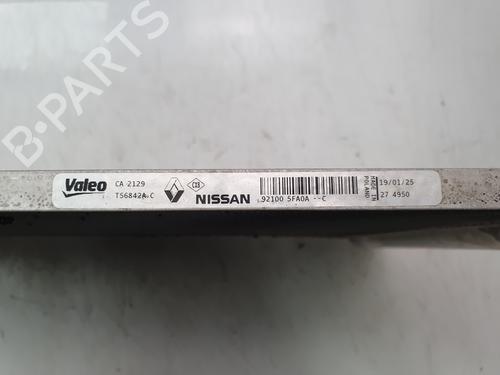 B-PARTS
Valeo
CA 2129
T56842A.C
NISSAN
92100 5FA0A --C
MADE IN
POLAND
19/01/25
27 4950